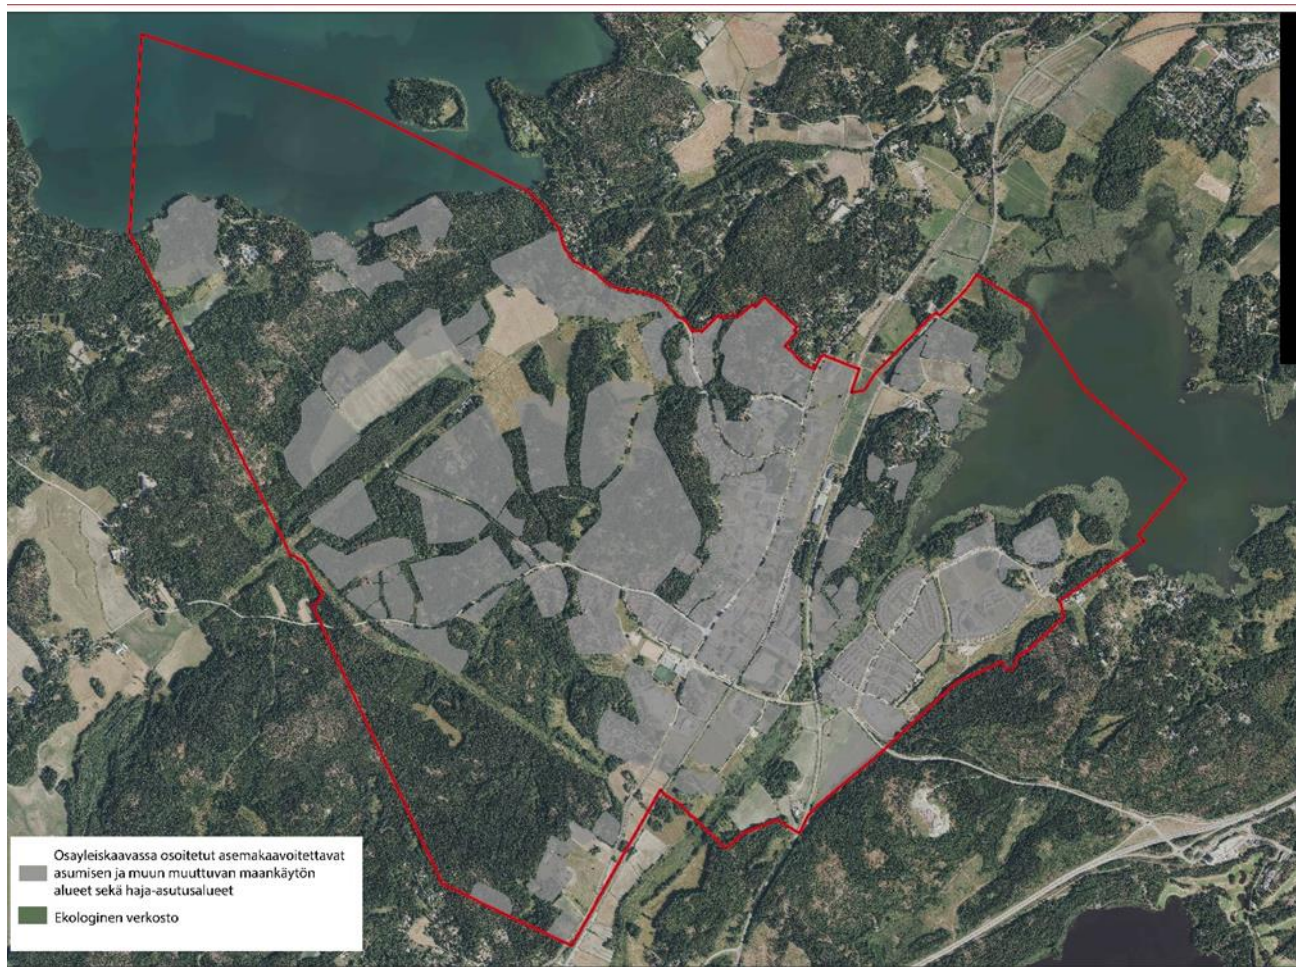 Osayleiskaavassa osoitetut asemakaavoitettavat
asumisen ja muun muuttuvan maankäytön
alueet sekä haja-asutusalueet
Ekologinen verkosto